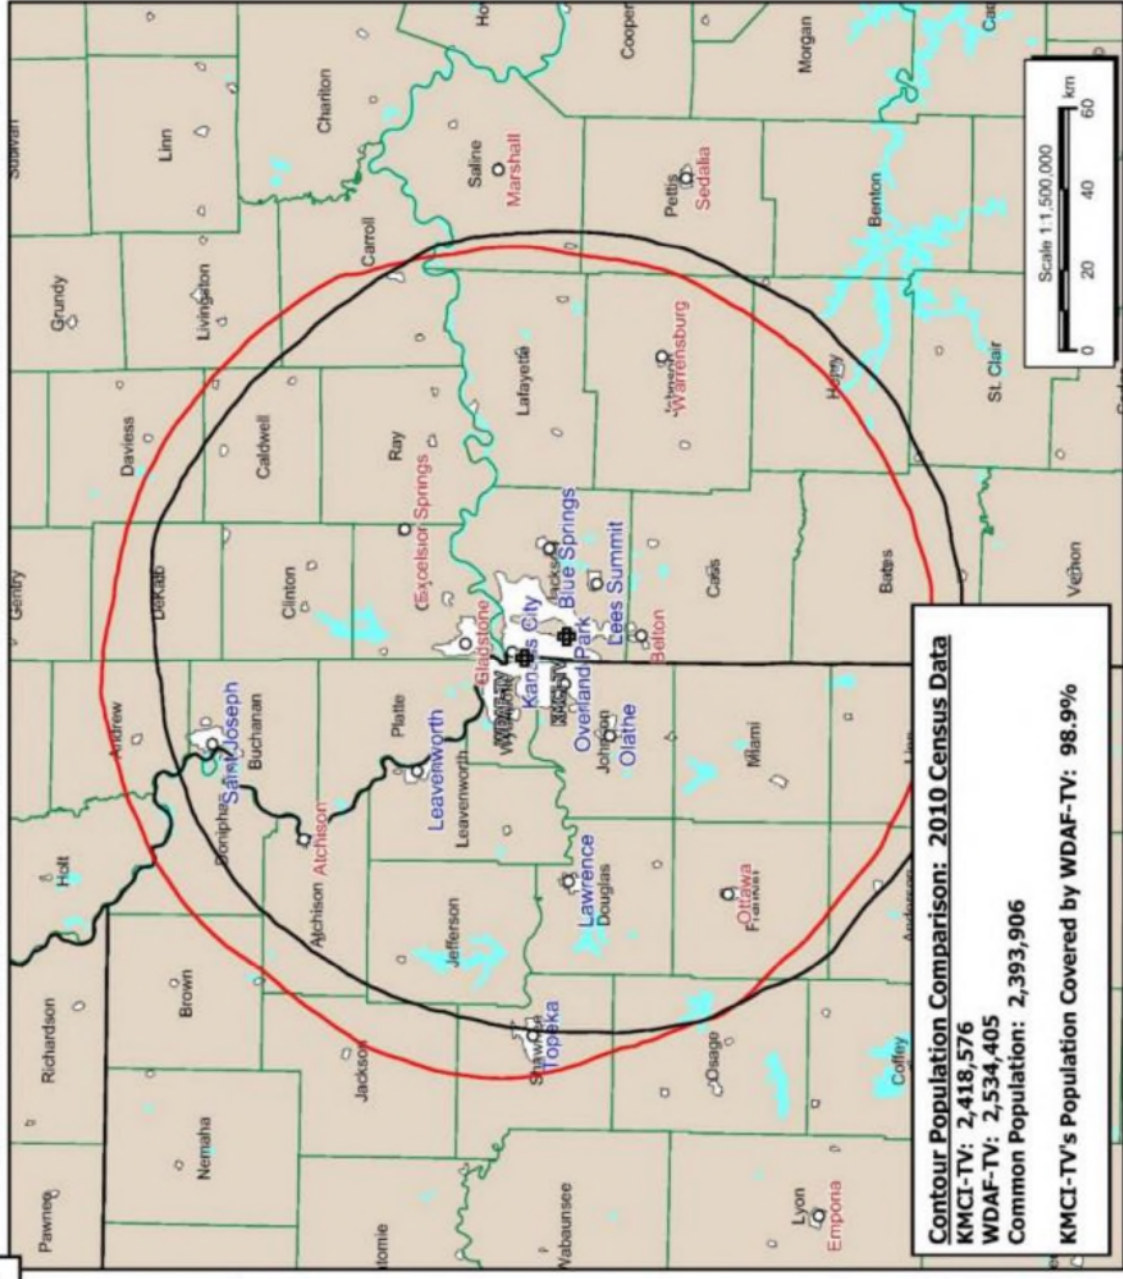 Gentry
Pawnee
Richardson
Holt
Grundy
Andrew
Daviess
DeKalb
Linn
Brown
Nemaha
Livingston
Doniphan
Saint Joseph
Buchanan
Caldwell
Clinton
Atchison
Atchison
Chariton
Jackson
Carroll
Platte
Ray
Excelsior Springs
Leavenworth
Leavenworth
Jefferson
Gladstone
Saline
Marshall
Lafayette
Kansas City
Shawnee
Topeka
Wabaunsee
Jackson
Blue Springs
Overland Park
Lawrence
Douglas
Johnson
Olathe
Lees Summit
Cooper
Belton
Pettis
Sedalia
Warrensburg
Osage
Cass
Ottawa
Miami
Lyon
Emporia
Morgan
Henry
Benton
Bates
Coffey
St. Clair
Vernon
Contour Population Comparison: 2010 Census Data
KMCI-TV: 2,418,576
WDAF-TV: 2,534,405
Common Population: 2,393,906
KMCI-TV's Population Covered by WDAF-TV: 98.9%
Scale 1:1,500,000
0 20 40 60
km